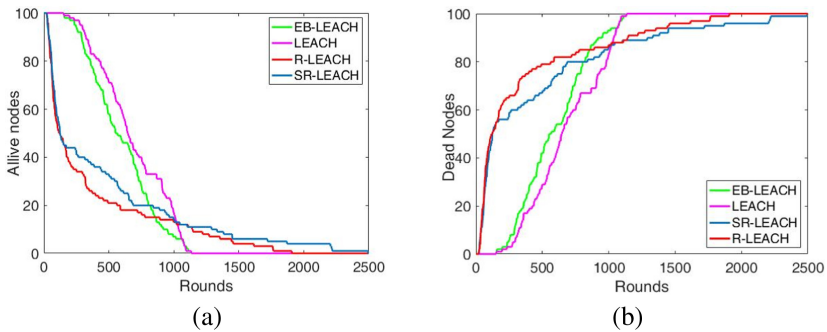 100
80
60
40
20
0
Allive nodes
EB-LEACH
LEACH
R-LEACH
SR-LEACH
0 500 1000 1500 2000 2500
Rounds
(a)
100
80
60
40
20
0
Dead Nodes
EB-LEACH
LEACH
SR-LEACH
R-LEACH
0 500 1000 1500 2000 2500
Rounds
(b)